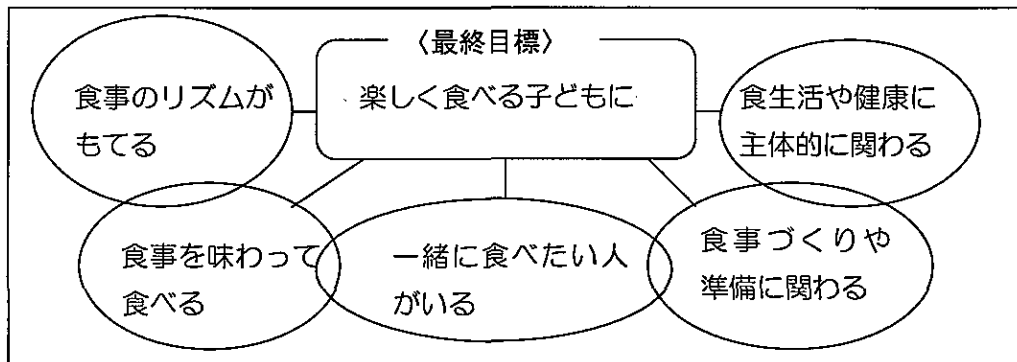 〈最終目標〉
楽しく食べる子どもに
食事のリズムが
もてる
食生活や健康に
主体的に関わる
食事を味わって
食べる
一緒に食べたい人
がいる
食事づくりや
準備に関わる